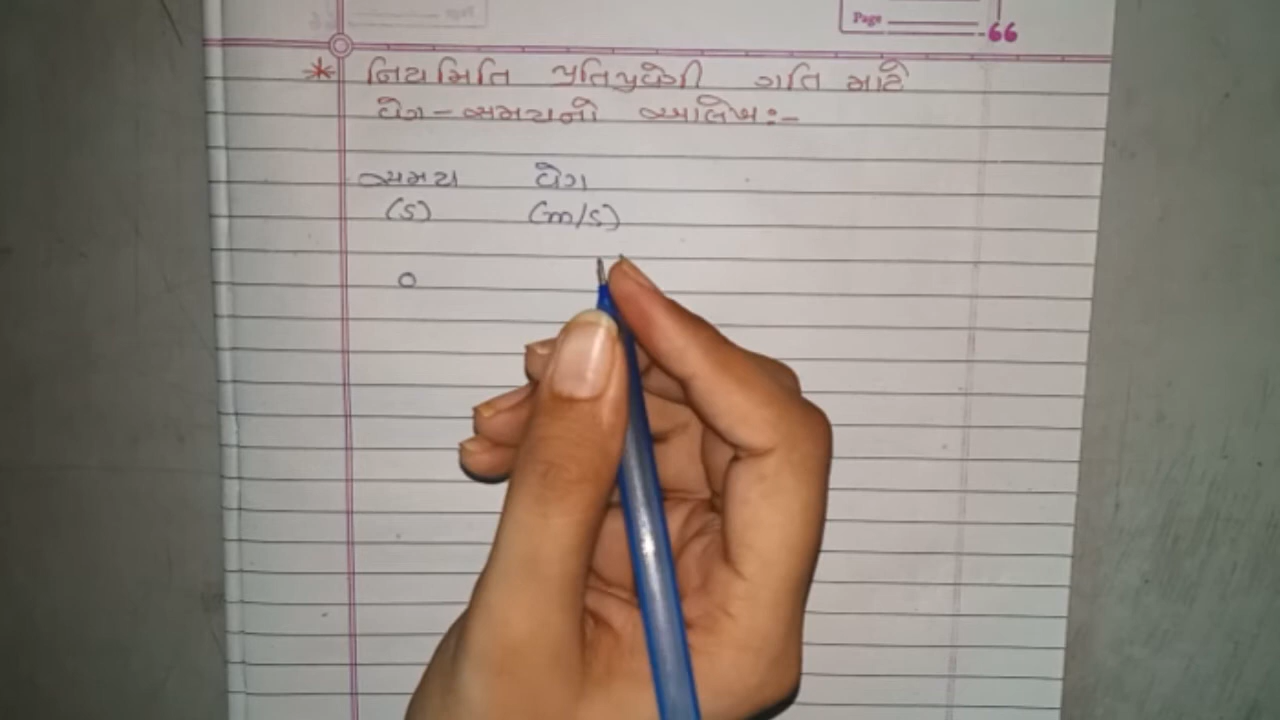 Page 66
* નિયમિતિ પ્રતિપ્રવેગી ગતિ માટે
વેગ - સમયનો આલેખ :-
સમય વેગ
(s) (m/s)
0